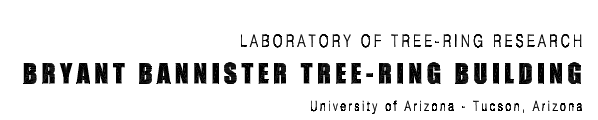 LABORATORY OF TREE-RING RESEARCH
BRYANT BANNISTER TREE-RING BUILDING
University of Arizona - Tucson, Arizona